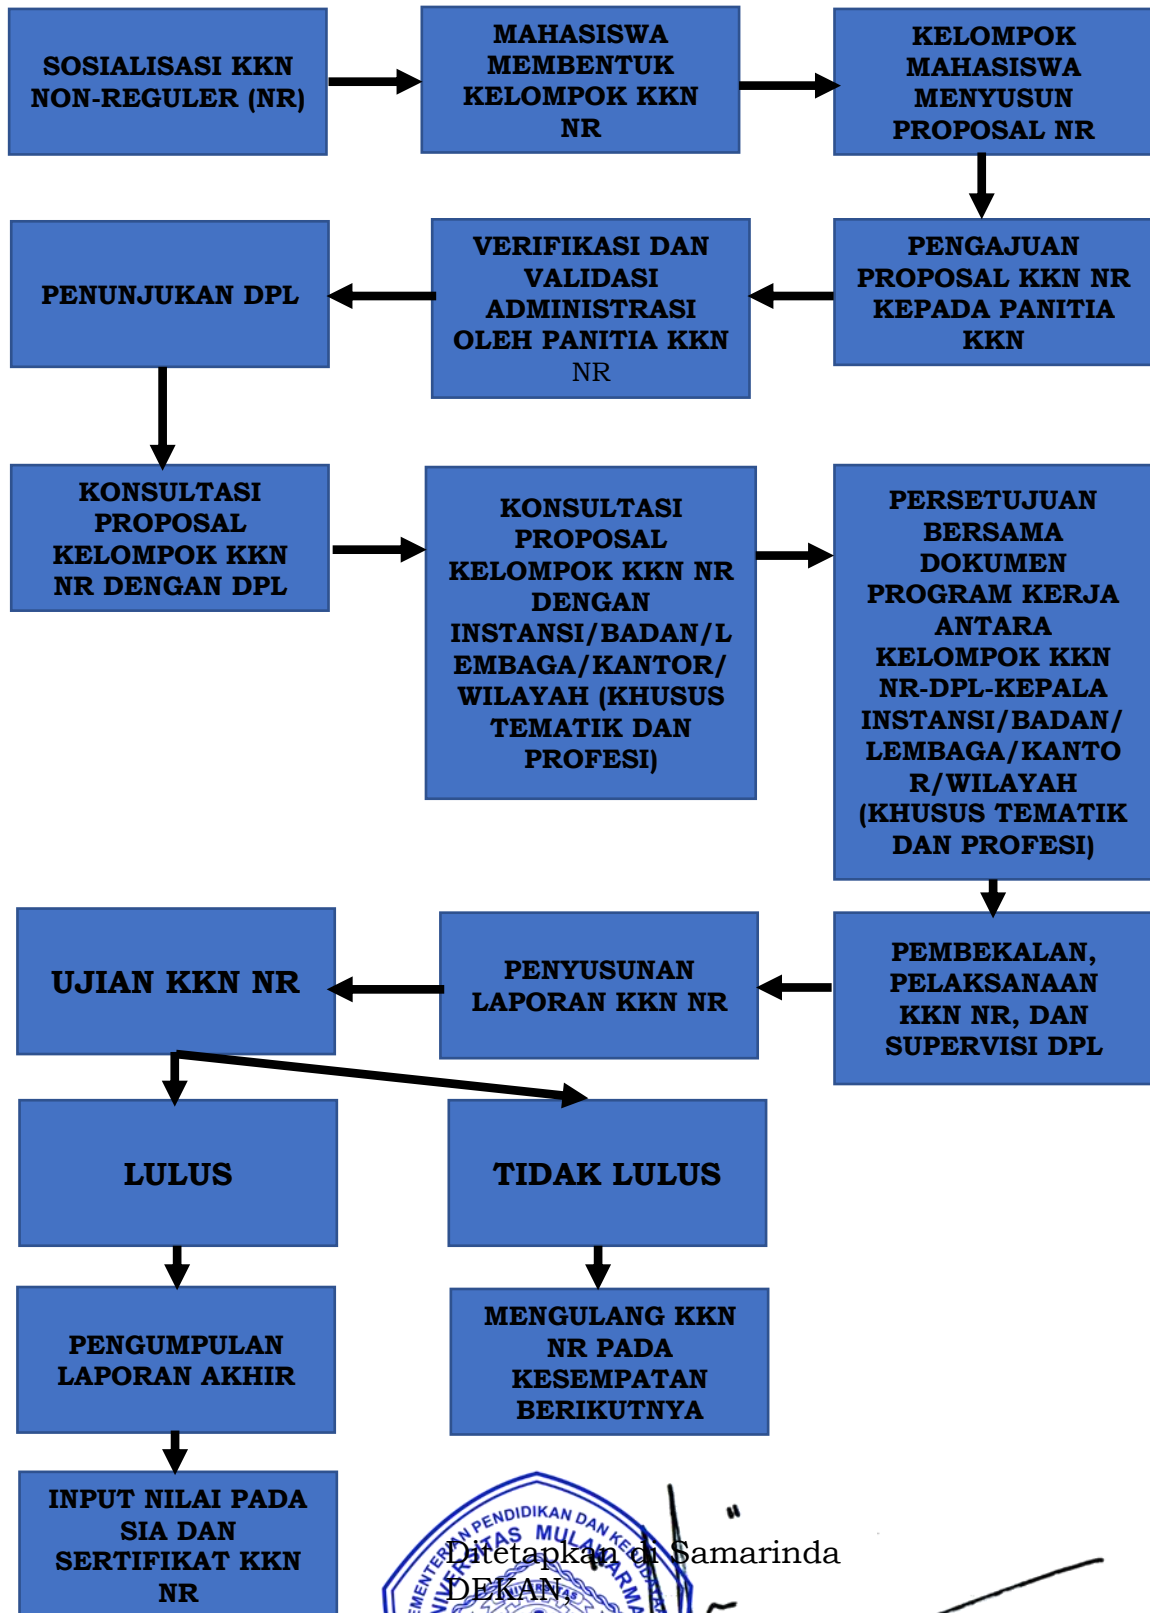 SOSIALISASI KKN
NON-REGULER (NR)
MAHASISWA
MEMBENTUK
KELOMPOK KKN
NR
KELOMPOK
MAHASISWA
MENYUSUN
PROPOSAL NR
PENGAJUAN
PROPOSAL KKN NR
KEPADA PANITIA
KKN
VERIFIKASI DAN
VALIDASI
ADMINISTRASI
OLEH PANITIA KKN
NR
PENUNJUKAN DPL
KONSULTASI
PROPOSAL
KELOMPOK KKN
NR DENGAN DPL
KONSULTASI
PROPOSAL
KELOMPOK KKN NR
DENGAN
INSTANSI/BADAN/L
EMBAGA/KANTOR/
WILAYAH (KHUSUS
TEMATIK DAN
PROFESI)
PERSETUJUAN
BERSAMA
DOKUMEN
PROGRAM KERJA
ANTARA
KELOMPOK KKN
NR-DPL-KEPALA
INSTANSI/BADAN/
LEMBAGA/KANTO
R/WILAYAH
(KHUSUS TEMATIK
DAN PROFESI)
PEMBEKALAN,
PELAKSANAAN
KKN NR, DAN
SUPERVISI DPL
PENYUSUNAN
LAPORAN KKN NR
UJIAN KKN NR
LULUS
TIDAK LULUS
PENGUMPULAN
LAPORAN AKHIR
MENGULANG KKN
NR PADA
KESEMPATAN
BERIKUTNYA
INPUT NILAI PADA
SIA DAN
SERTIFIKAT KKN
NR
Ditetapkan di Samarinda
DEKAN,
PENDIDIKAN DAN